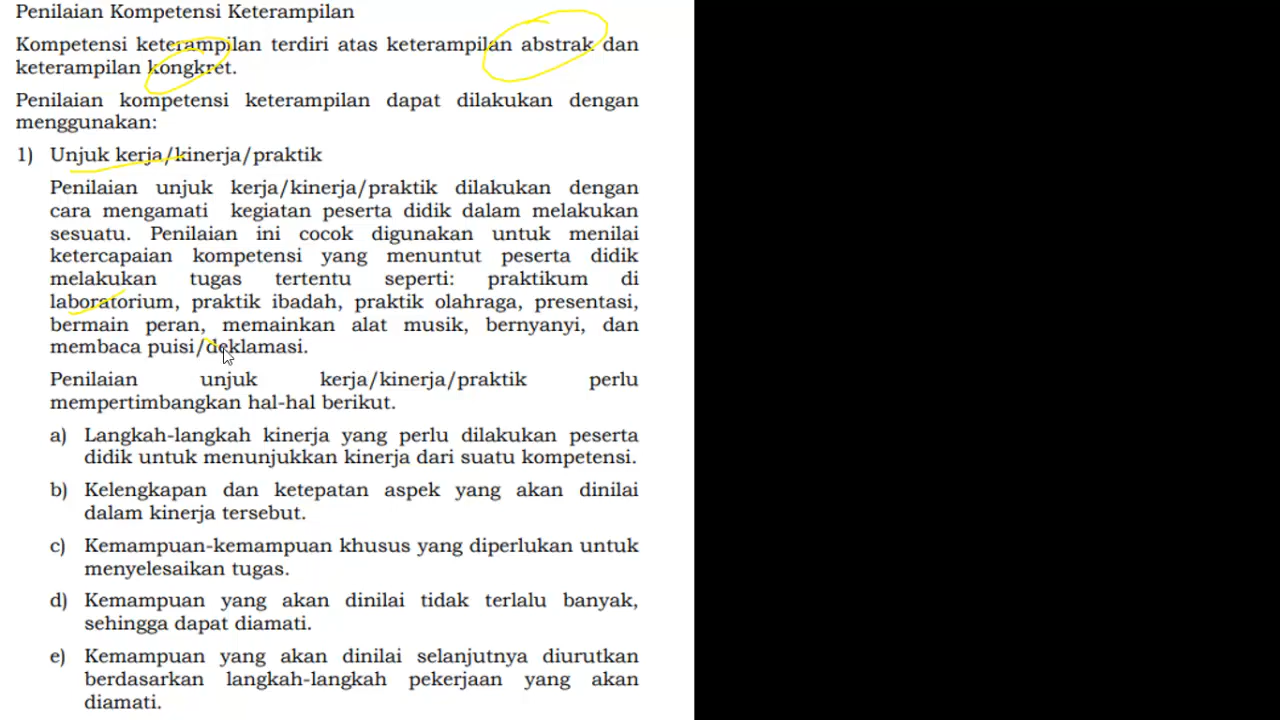 Penilaian Kompetensi Keterampilan
Kompetensi keterampilan terdiri atas keterampilan abstrak dan
keterampilan kongkret.
Penilaian kompetensi keterampilan dapat dilakukan dengan
menggunakan:
1) Unjuk kerja/kinerja/praktik
Penilaian unjuk kerja/kinerja/praktik dilakukan dengan
cara mengamati kegiatan peserta didik dalam melakukan
sesuatu. Penilaian ini cocok digunakan untuk menilai
ketercapaian kompetensi yang menuntut peserta didik
melakukan tugas tertentu seperti: praktikum di
laboratorium, praktik ibadah, praktik olahraga, presentasi,
bermain peran, memainkan alat musik, bernyanyi, dan
membaca puisi/deklamasi.
Penilaian unjuk kerja/kinerja/praktik perlu
mempertimbangkan hal-hal berikut.
a) Langkah-langkah kinerja yang perlu dilakukan peserta
didik untuk menunjukkan kinerja dari suatu kompetensi.
b) Kelengkapan dan ketepatan aspek yang akan dinilai
dalam kinerja tersebut.
c) Kemampuan-kemampuan khusus yang diperlukan untuk
menyelesaikan tugas.
d) Kemampuan yang akan dinilai tidak terlalu banyak,
sehingga dapat diamati.
e) Kemampuan yang akan dinilai selanjutnya diurutkan
berdasarkan langkah-langkah pekerjaan yang akan
diamati.